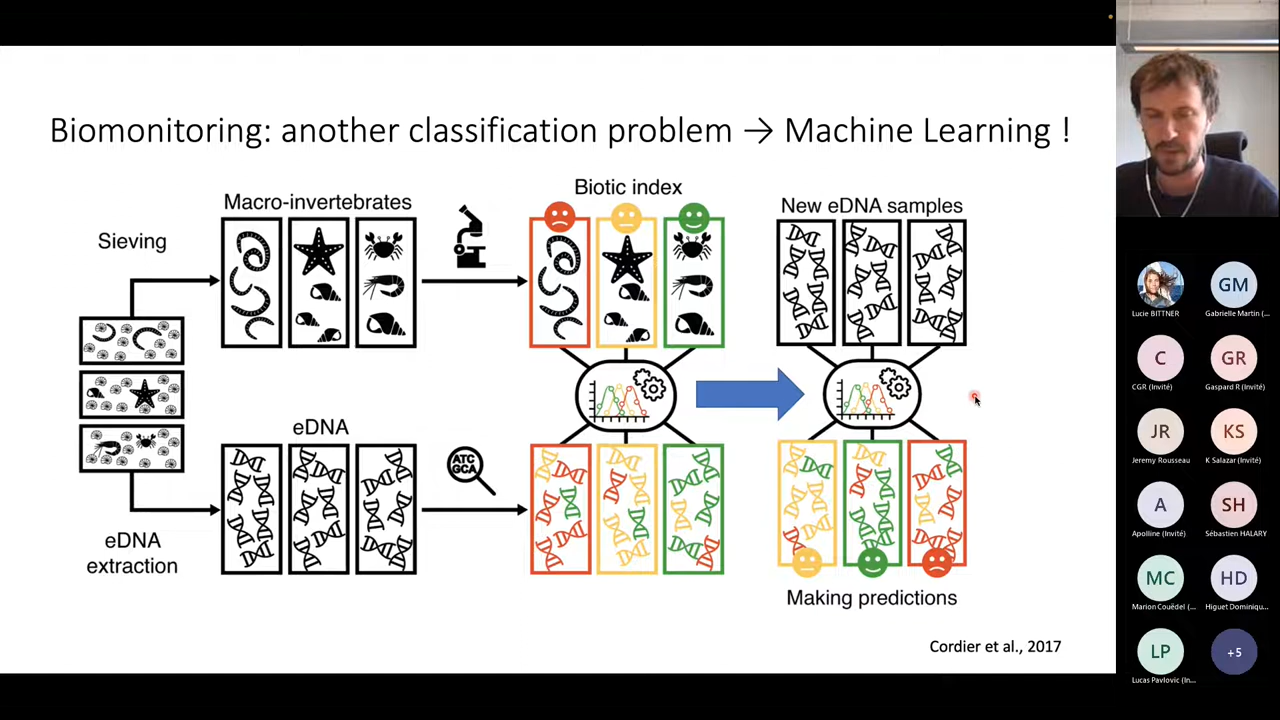 Biomonitoring: another classification problem → Machine Learning !
Macro-invertebrates
Biotic index
New eDNA samples
Sieving
eDNA
ATC
GCA
eDNA
extraction
Making predictions
Cordier et al., 2017
Lucie BITTNER
GM
Gabrielle Martin (...
C
CGR (Invité)
GR
Gaspard R (Invité)
JR
Jeremy Rousseau
KS
K Salazar (Invité)
A
Apolline (Invité)
SH
Sébastien HALARY
MC
Marion Couëdel (...
HD
Higuet Dominiqu...
LP
Lucas Pavlovic (In...
+5